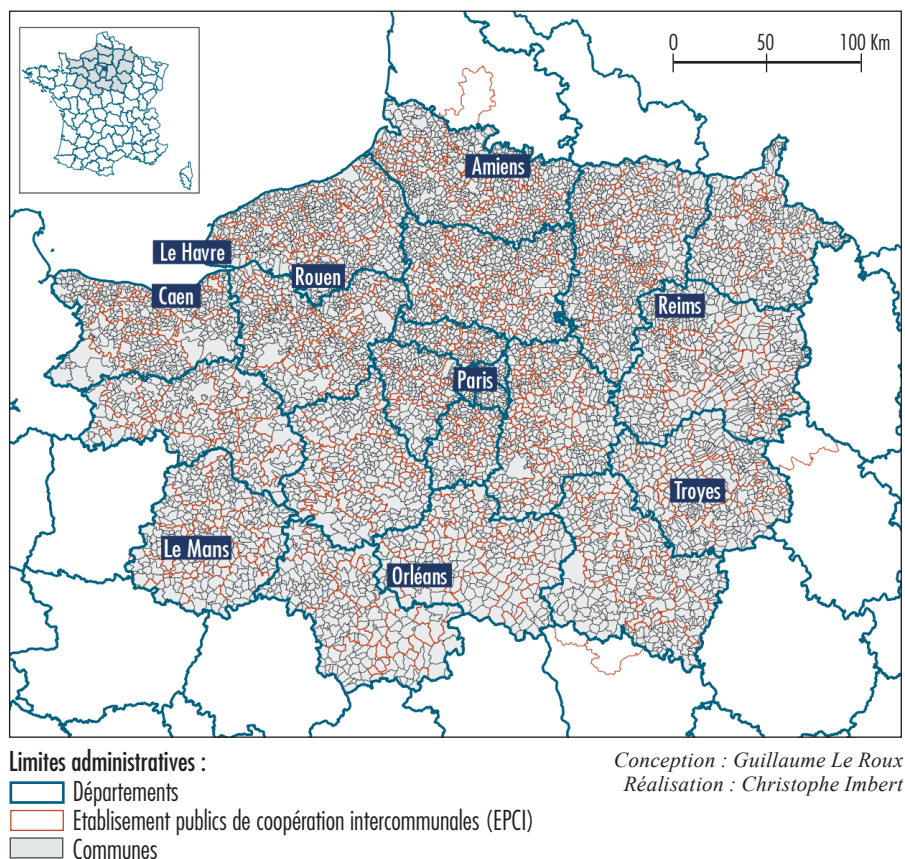 0 50 100 Km
Amiens
Le Havre
Rouen
Caen
Reims
Paris
Troyes
Le Mans
Orléans
Limites administratives :
Départements
Etablisement publics de coopération intercommunales (EPCI)
Communes
Conception : Guillaume Le Roux
Réalisation : Christophe Imbert